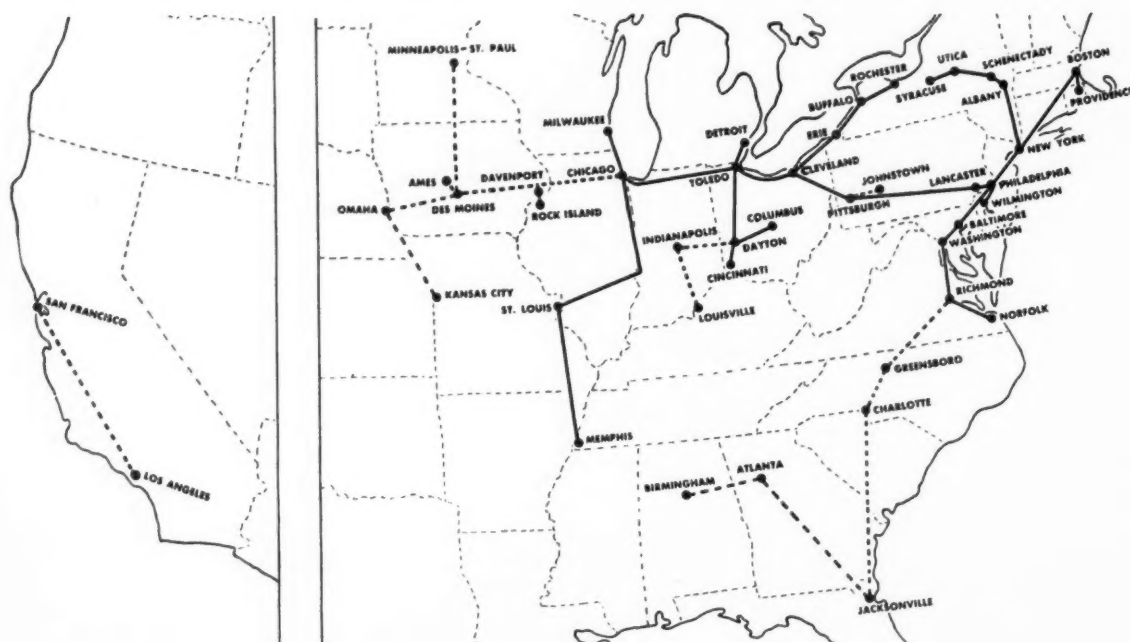 MINNEAPOLIS-ST. PAUL
MILWAUKEE
DETROIT
BUFFALO
ROCHESTER
UTICA
SYRACUSE
SCHENECTADY
ALBANY
BOSTON
PROVIDENCE
AMES
DAVENPORT
CHICAGO
TOLEDO
ERIE
CLEVELAND
JOHNSTOWN
LANCASTER
NEW YORK
PHILADELPHIA
OMAHA
DES MOINES
ROCK ISLAND
PITTSBURGH
WILMINGTON
INDIANAPOLIS
COLUMBUS
DAYTON
BALTIMORE
WASHINGTON
CINCINNATI
SAN FRANCISCO
KANSAS CITY
ST. LOUIS
LOUISVILLE
RICHMOND
NORFOLK
GREENSBORO
CHARLOTTE
MEMPHIS
LOS ANGELES
BIRMINGHAM
ATLANTA
JACKSONVILLE